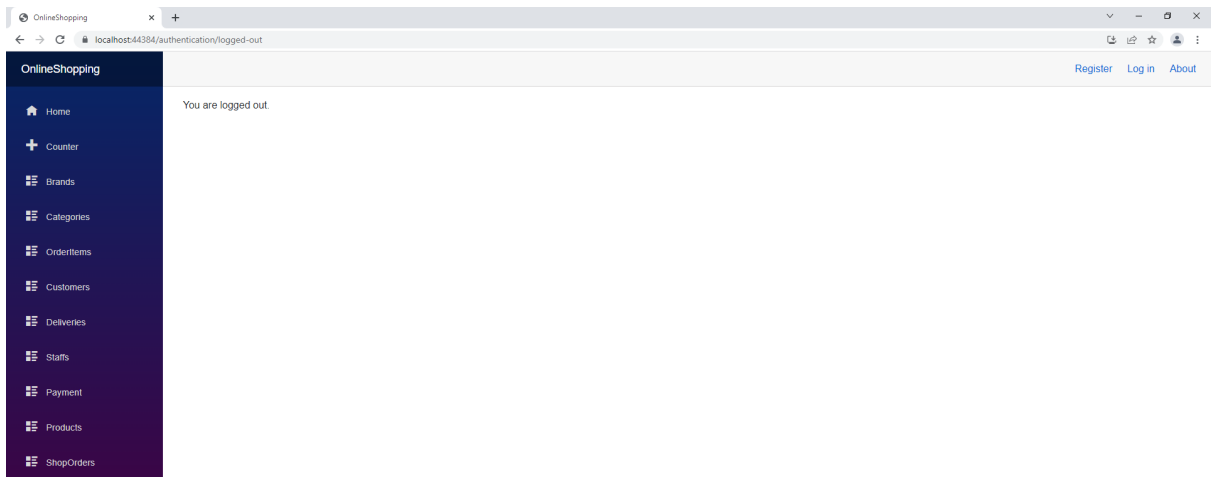 OnlineShopping
localhost:44384/authentication/logged-out
OnlineShopping
Register Log in About
Home
You are logged out.
Counter
Brands
Categories
OrderItems
Customers
Deliveries
Staffs
Payment
Products
ShopOrders